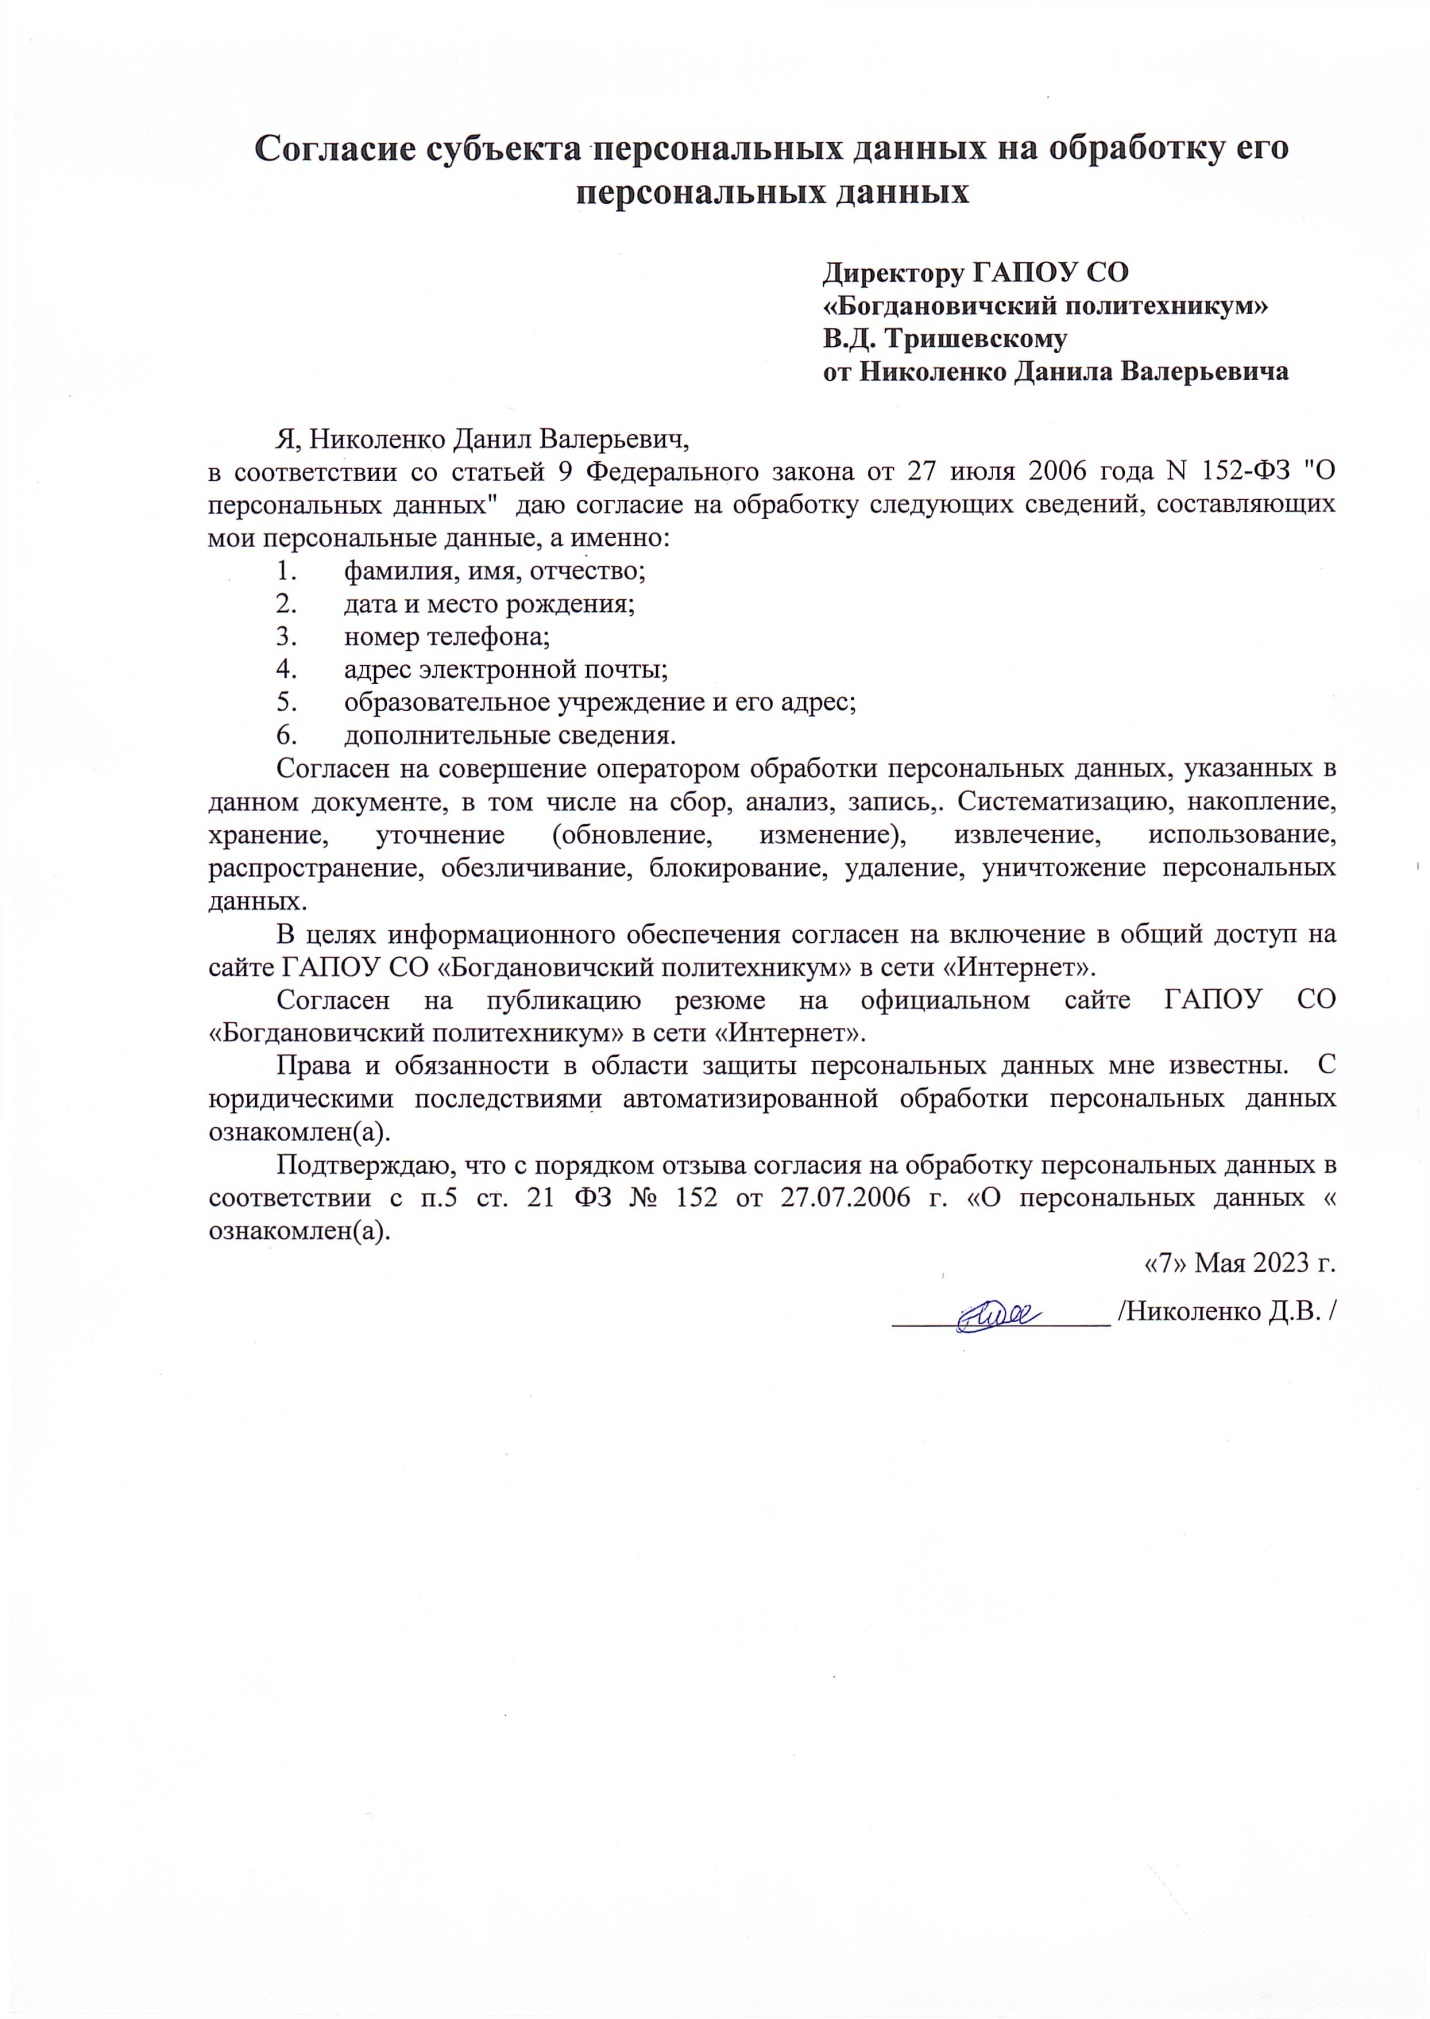 Согласие субъекта персональных данных на обработку его
персональных данных
Директору ГАПОУ СО
«Богдановичский политехникум»
В.Д. Тришевскому
от Николенко Данила Валерьевича
Я, Николенко Данил Валерьевич,
в соответствии со статьей 9 Федерального закона от 27 июля 2006 года N 152-ФЗ "О
персональных данных" даю согласие на обработку следующих сведений, составляющих
мои персональные данные, а именно:
1. фамилия, имя, отчество;
2. дата и место рождения;
3. номер телефона;
4. адрес электронной почты;
5. образовательное учреждение и его адрес;
6. дополнительные сведения.
Согласен на совершение оператором обработки персональных данных, указанных в
данном документе, в том числе на сбор, анализ, запись,. Систематизацию, накопление,
хранение, уточнение (обновление, изменение), извлечение, использование,
распространение, обезличивание, блокирование, удаление, уничтожение персональных
данных.
В целях информационного обеспечения согласен на включение в общий доступ на
сайте ГАПОУ СО «Богдановичский политехникум» в сети «Интернет».
Согласен на публикацию резюме на официальном сайте ГАПОУ СО
«Богдановичский политехникум» в сети «Интернет».
Права и обязанности в области защиты персональных данных мне известны. С
юридическими последствиями автоматизированной обработки персональных данных
ознакомлен(а).
Подтверждаю, что с порядком отзыва согласия на обработку персональных данных в
соответствии с п.5 ст. 21 ФЗ № 152 от 27.07.2006 г. «О персональных данных «
ознакомлен(а).
«7» Мая 2023 г.
/Николенко Д.В. /